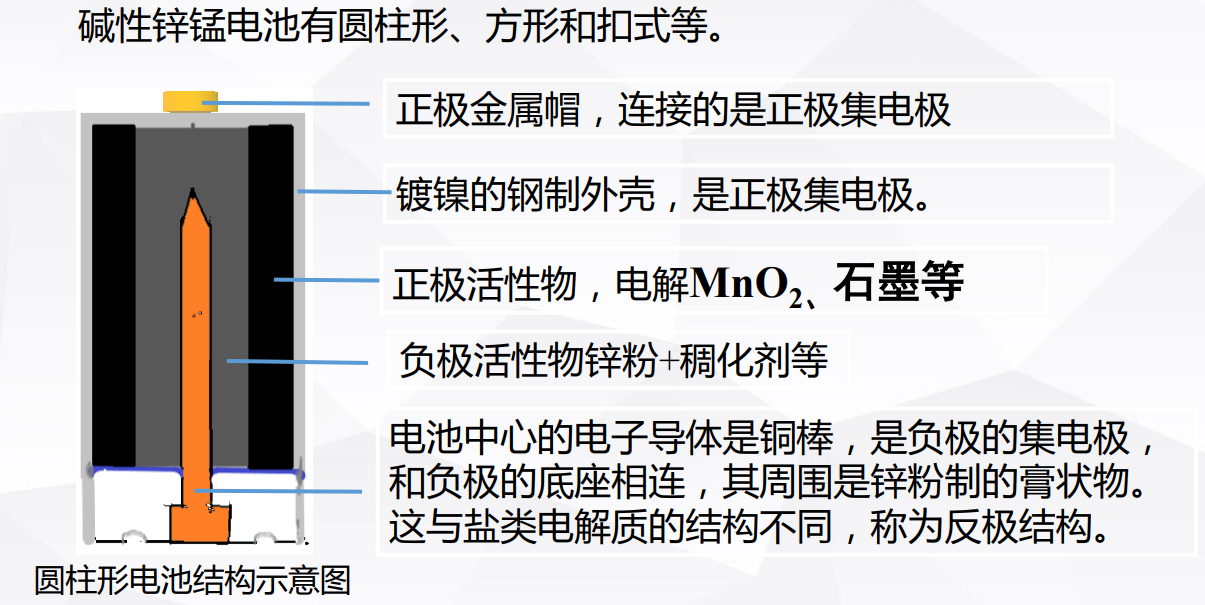 碱性锌锰电池有圆柱形、方形和扣式等。
正极金属帽，连接的是正极集电极
镀镍的钢制外壳，是正极集电极。
正极活性物，电解MnO₂、石墨等
负极活性物锌粉+稠化剂等
电池中心的电子导体是铜棒，是负极的集电极，
和负极的底座相连，其周围是锌粉制的膏状物。
这与盐类电解质的结构不同，称为反极结构。
圆柱形电池结构示意图